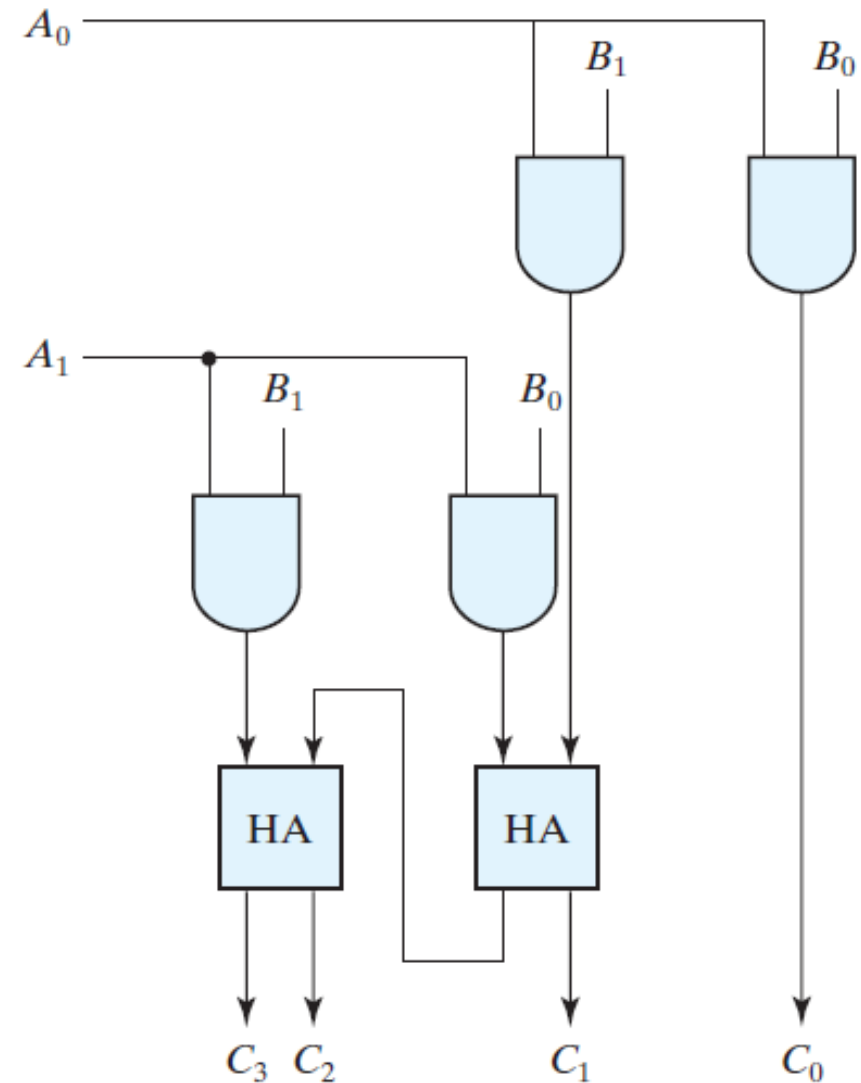 A₀
B₁ B₀
A₁
B₁ B₀
HA HA
C₃ C₂ C₁ C₀